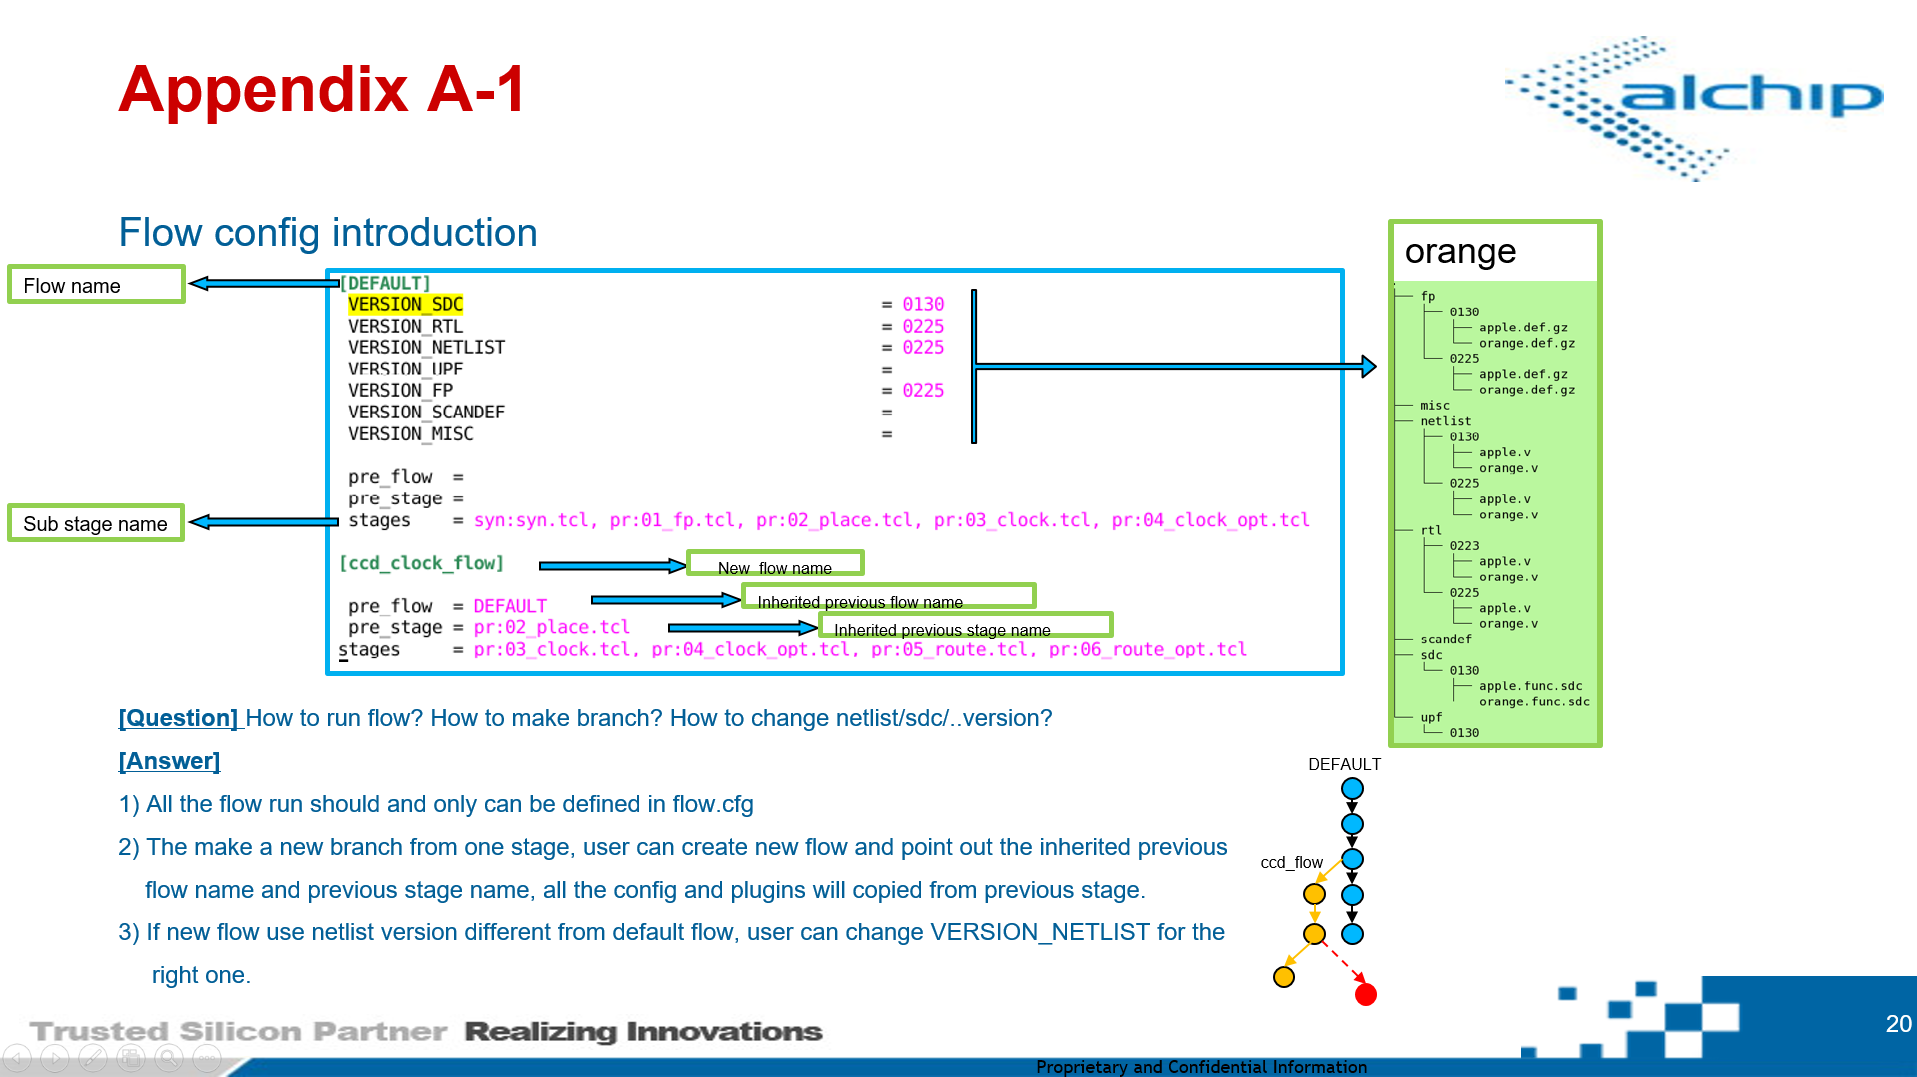 Appendix A-1
alchip
Flow config introduction
Flow name
[DEFAULT]
VERSION_SDC = 0130
VERSION_RTL = 0225
VERSION_NETLIST = 0225
VERSION_UPF =
VERSION_FP = 0225
VERSION_SCANDEF =
VERSION_MISC =
pre_flow =
pre_stage =
Sub stage name
stages = syn:syn.tcl, pr:01_fp.tcl, pr:02_place.tcl, pr:03_clock.tcl, pr:04_clock_opt.tcl
[ccd_clock_flow]
New flow name
pre_flow = DEFAULT
Inherited previous flow name
pre_stage = pr:02_place.tcl
Inherited previous stage name
stages = pr:03_clock.tcl, pr:04_clock_opt.tcl, pr:05_route.tcl, pr:06_route_opt.tcl
orange
fp
0130
apple.def.gz
orange.def.gz
0225
apple.def.gz
orange.def.gz
misc
netlist
0130
apple.v
orange.v
0225
apple.v
orange.v
rtl
0223
apple.v
orange.v
0225
apple.v
orange.v
scandef
sdc
0130
apple.func.sdc
orange.func.sdc
upf
0130
[Question] How to run flow? How to make branch? How to change netlist/sdc/..version?
[Answer]
1) All the flow run should and only can be defined in flow.cfg
2) The make a new branch from one stage, user can create new flow and point out the inherited previous
flow name and previous stage name, all the config and plugins will copied from previous stage.
3) If new flow use netlist version different from default flow, user can change VERSION_NETLIST for the
right one.
DEFAULT
ccd_flow
Trusted Silicon Partner Realizing Innovations
20
Proprietary and Confidential Information